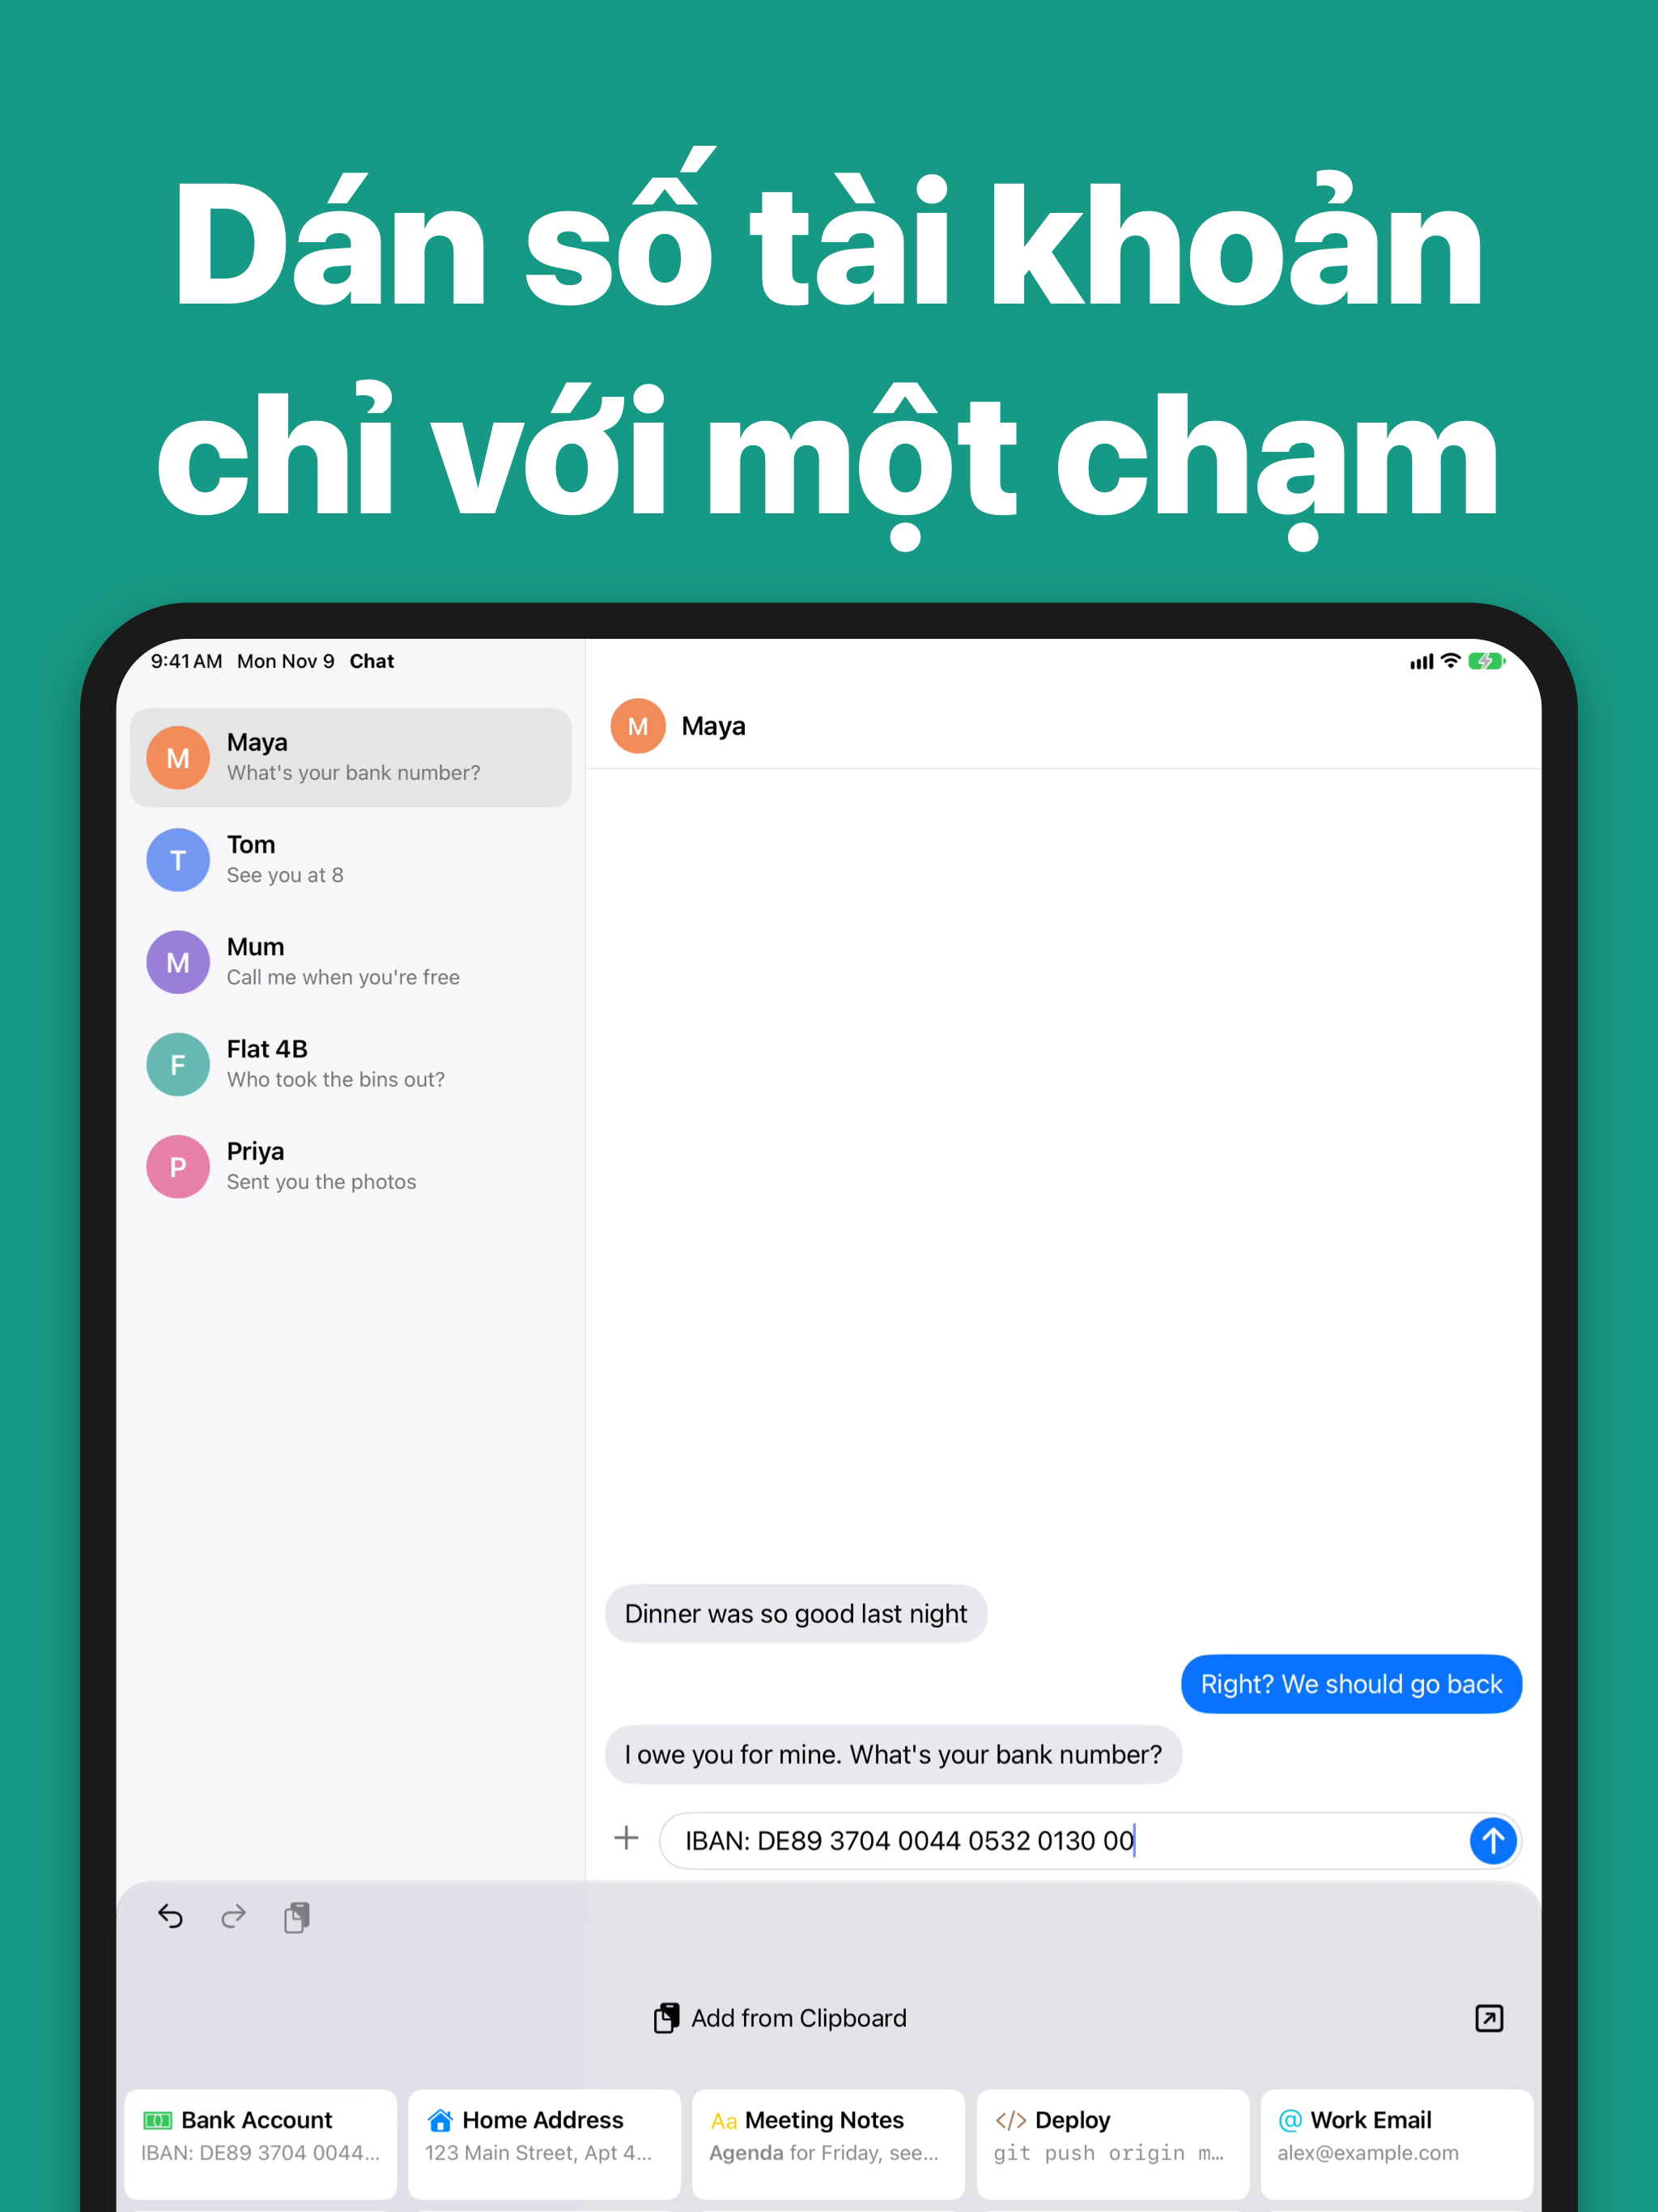 Dán số tài khoản
chỉ với một chạm
9:41 AM Mon Nov 9 Chat
M Maya
What's your bank number?
T Tom
See you at 8
M Mum
Call me when you're free
F Flat 4B
Who took the bins out?
P Priya
Sent you the photos
M Maya
Dinner was so good last night
Right? We should go back
I owe you for mine. What's your bank number?
IBAN: DE89 3704 0044 0532 0130 00
Add from Clipboard
Bank Account
IBAN: DE89 3704 0044...
Home Address
123 Main Street, Apt 4...
Aa Meeting Notes
Agenda for Friday, see...
</> Deploy
git push origin m...
@ Work Email
alex@example.com